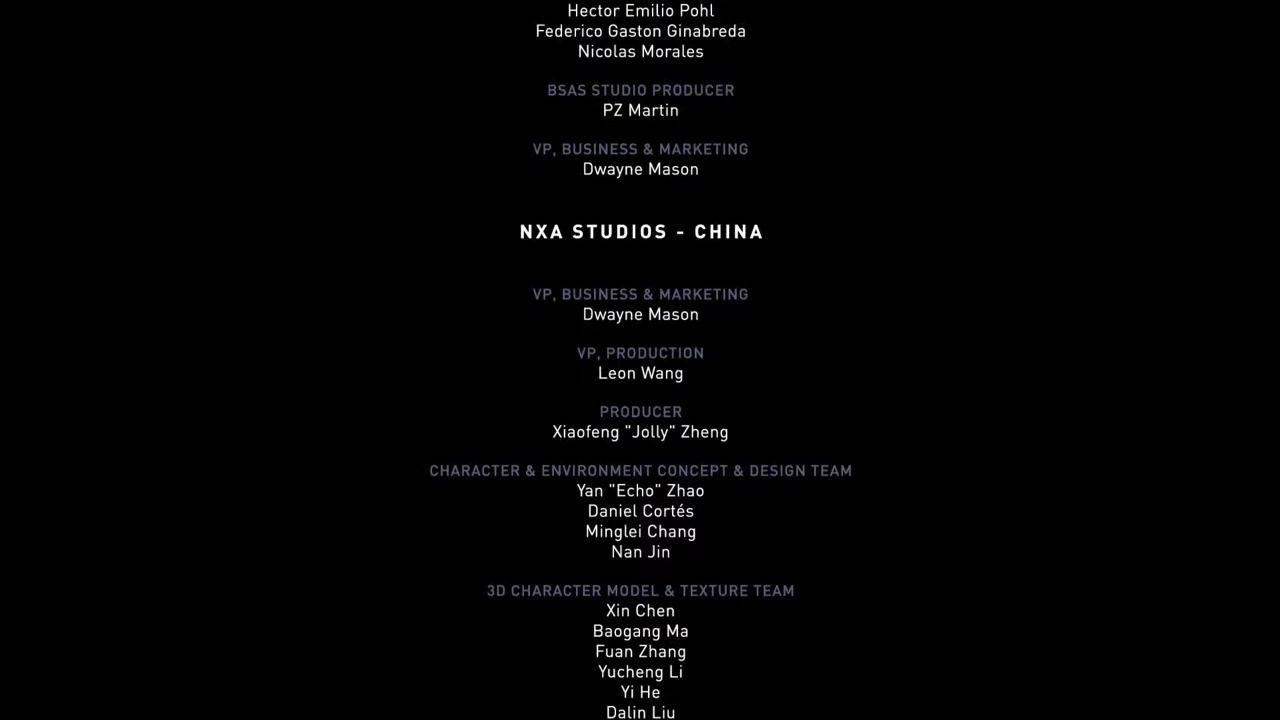 Hector Emilio Pohl
Federico Gaston Ginabreda
Nicolas Morales
BSAS STUDIO PRODUCER
PZ Martin
VP, BUSINESS & MARKETING
Dwayne Mason
NXA STUDIOS - CHINA
VP, BUSINESS & MARKETING
Dwayne Mason
VP, PRODUCTION
Leon Wang
PRODUCER
Xiaofeng "Jolly" Zheng
CHARACTER & ENVIRONMENT CONCEPT & DESIGN TEAM
Yan "Echo" Zhao
Daniel Cortés
Minglei Chang
Nan Jin
3D CHARACTER MODEL & TEXTURE TEAM
Xin Chen
Baogang Ma
Fuan Zhang
Yucheng Li
Yi He
Dalin Liu